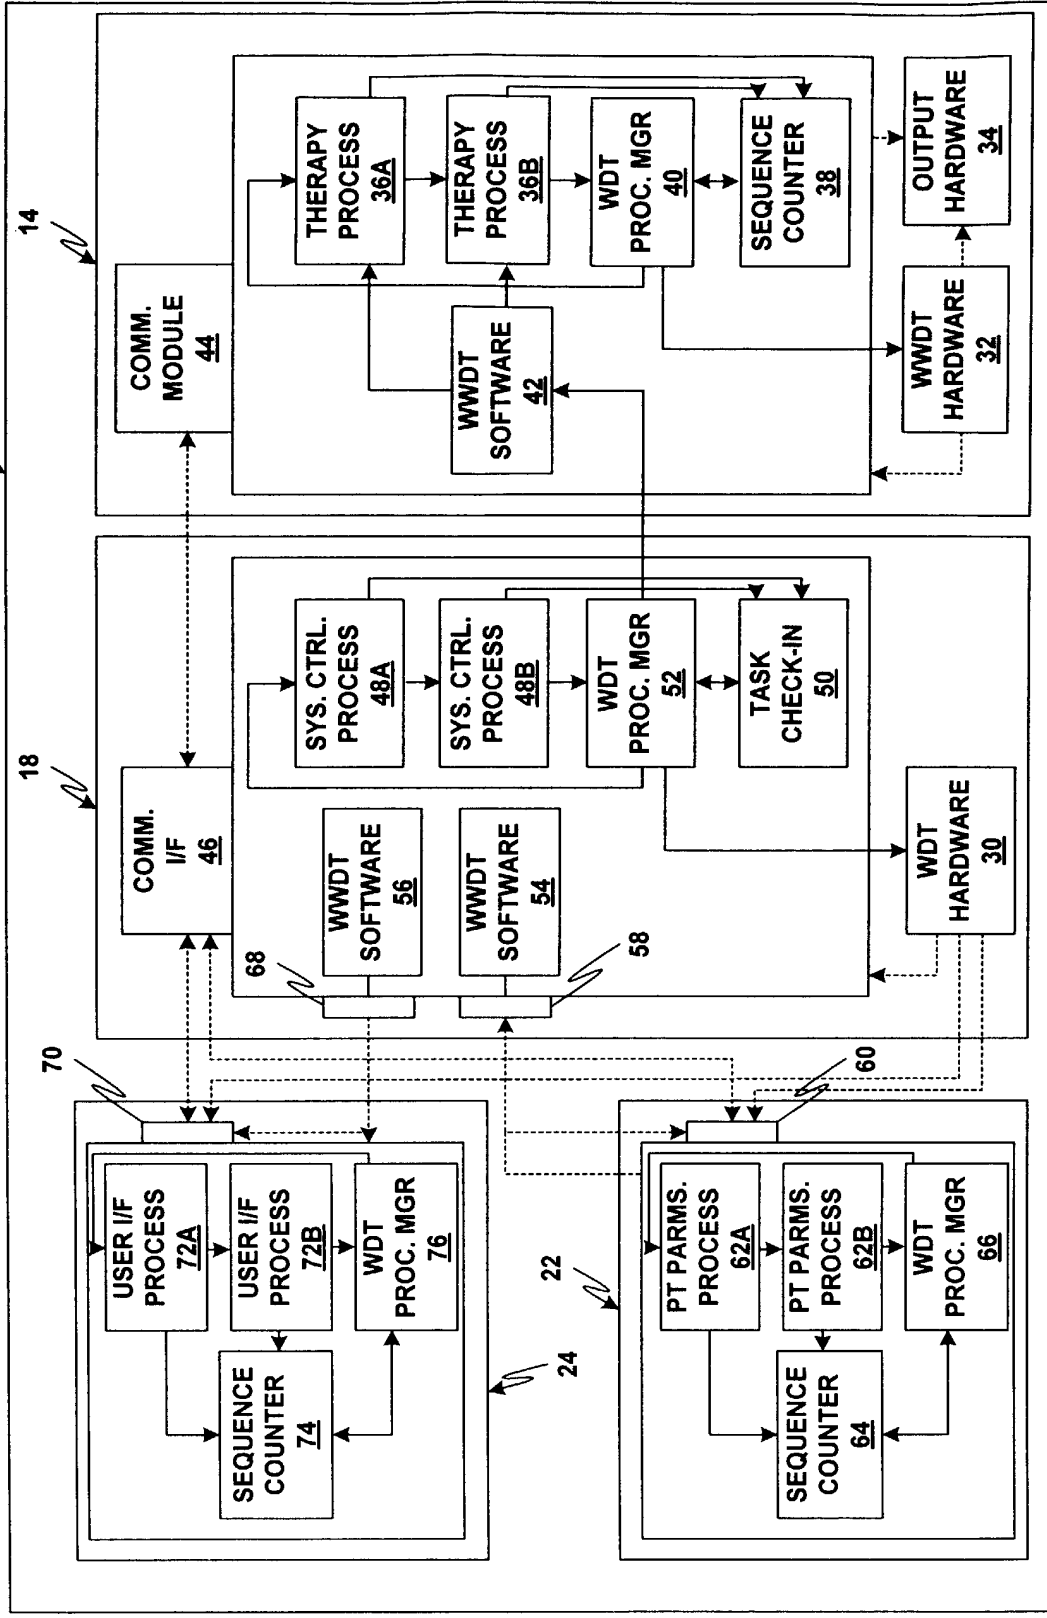 14
COMM.
MODULE
44
THERAPY
PROCESS
36A
THERAPY
PROCESS
36B
WDT
PROC. MGR
40
SEQUENCE
COUNTER
38
WWDT
SOFTWARE
42
WWDT
HARDWARE
32
OUTPUT
HARDWARE
34
18
COMM.
I/F
46
SYS. CTRL.
PROCESS
48A
SYS. CTRL.
PROCESS
48B
WDT
PROC. MGR
52
TASK
CHECK-IN
50
WWDT
SOFTWARE
56
WWDT
SOFTWARE
54
68
58
WDT
HARDWARE
30
70
USER I/F
PROCESS
72A
USER I/F
PROCESS
72B
WDT
PROC. MGR
76
SEQUENCE
COUNTER
74
24
60
22
PT PARMS.
PROCESS
62A
PT PARMS.
PROCESS
62B
WDT
PROC. MGR
66
SEQUENCE
COUNTER
64